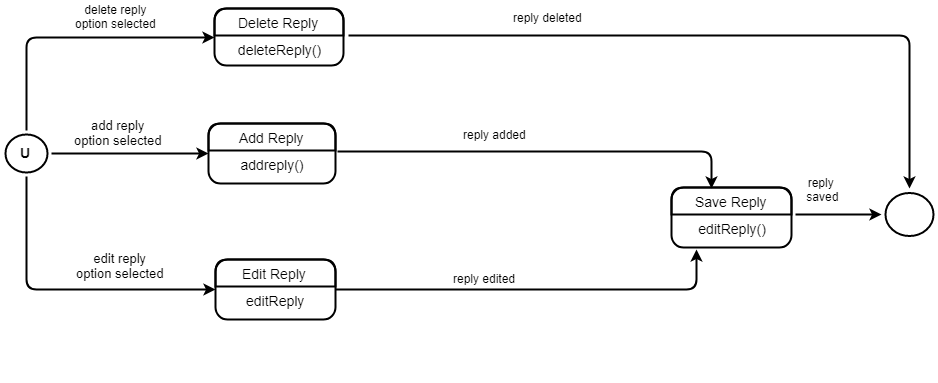 delete reply
option selected
Delete Reply
deleteReply()
reply deleted
U
add reply
option selected
Add Reply
addreply()
reply added
Save Reply
editReply()
reply
saved
edit reply
option selected
Edit Reply
editReply
reply edited